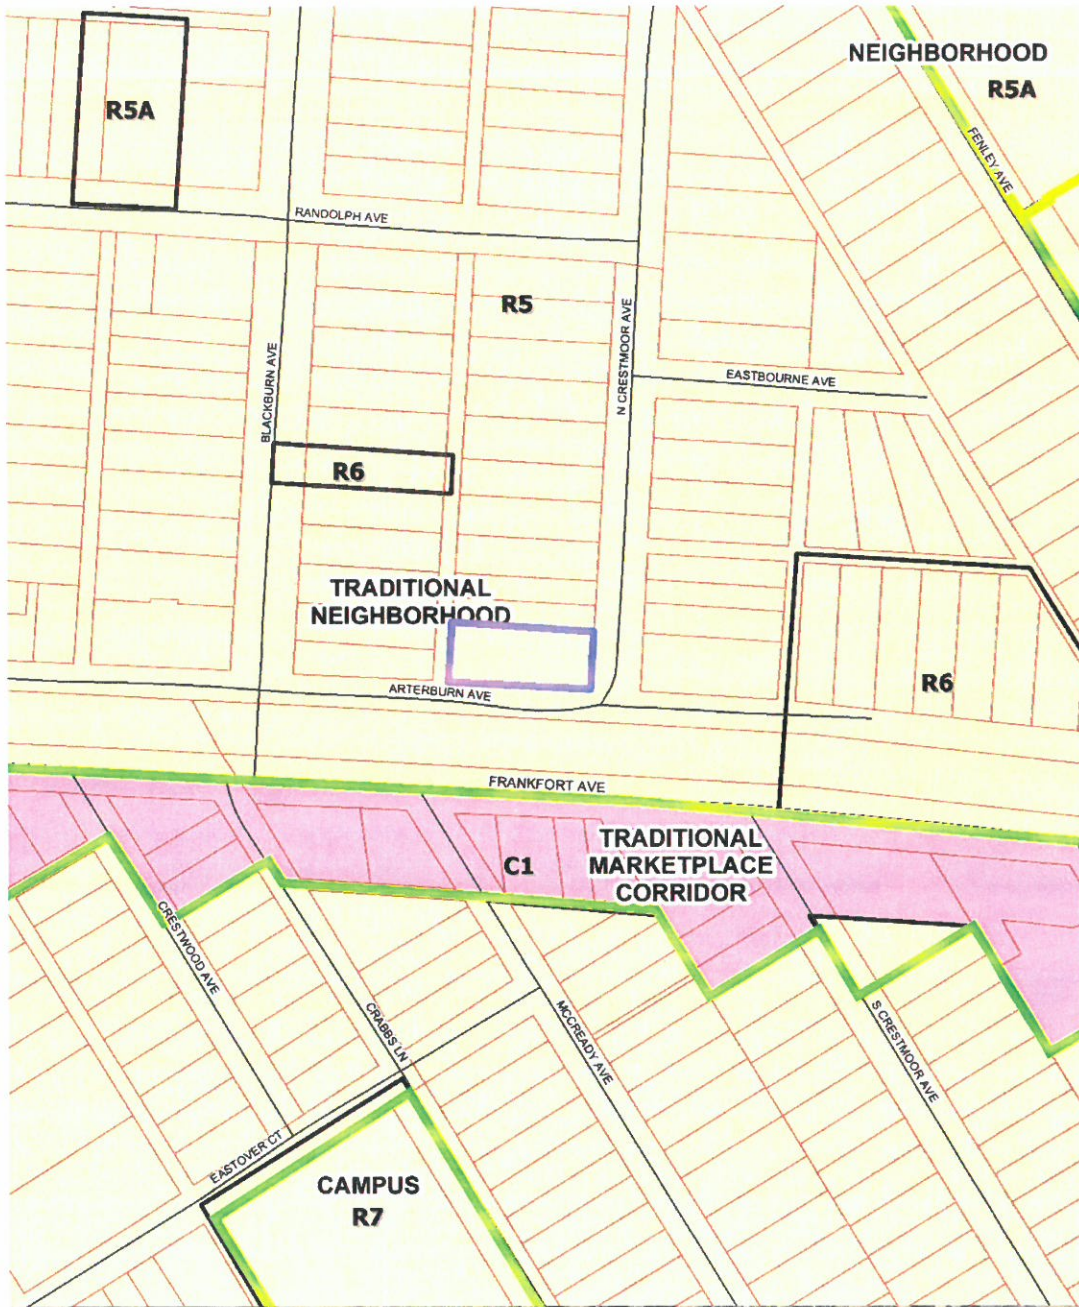 NEIGHBORHOOD
R5A
R5A
FENLEY AVE
RANDOLPH AVE
R5
N CRESTMOOR AVE
BLACKBURN AVE
EASTBOURNE AVE
R6
TRADITIONAL
NEIGHBORHOOD
R6
ARTERBURN AVE
FRANKFORT AVE
TRADITIONAL
MARKETPLACE
CORRIDOR
C1
CRESTWOOD AVE
CRABBS LN
MCCREADY AVE
S CRESTMOOR AVE
EASTOVER CT
CAMPUS
R7